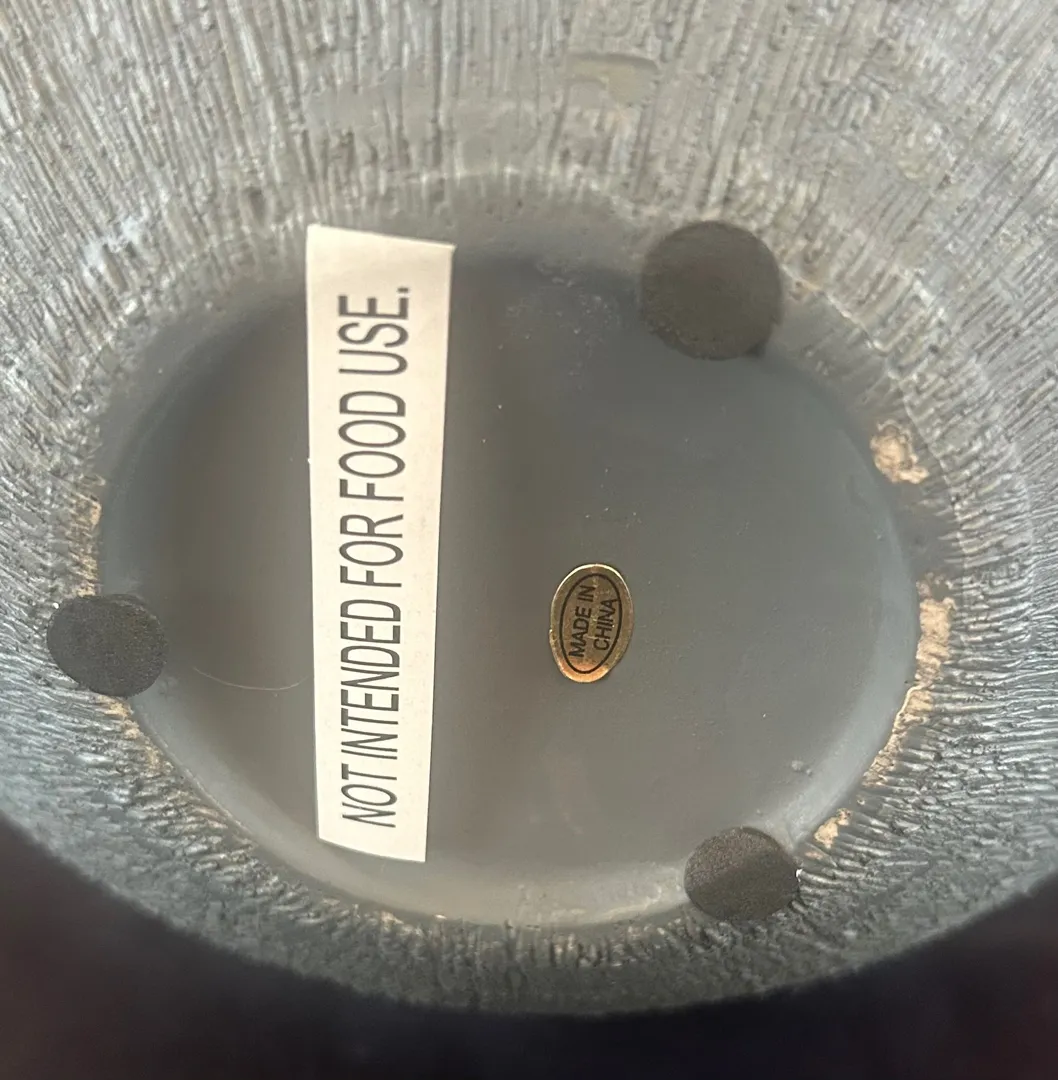 NOT INTENDED FOR FOOD USE.
MADE IN
CHINA